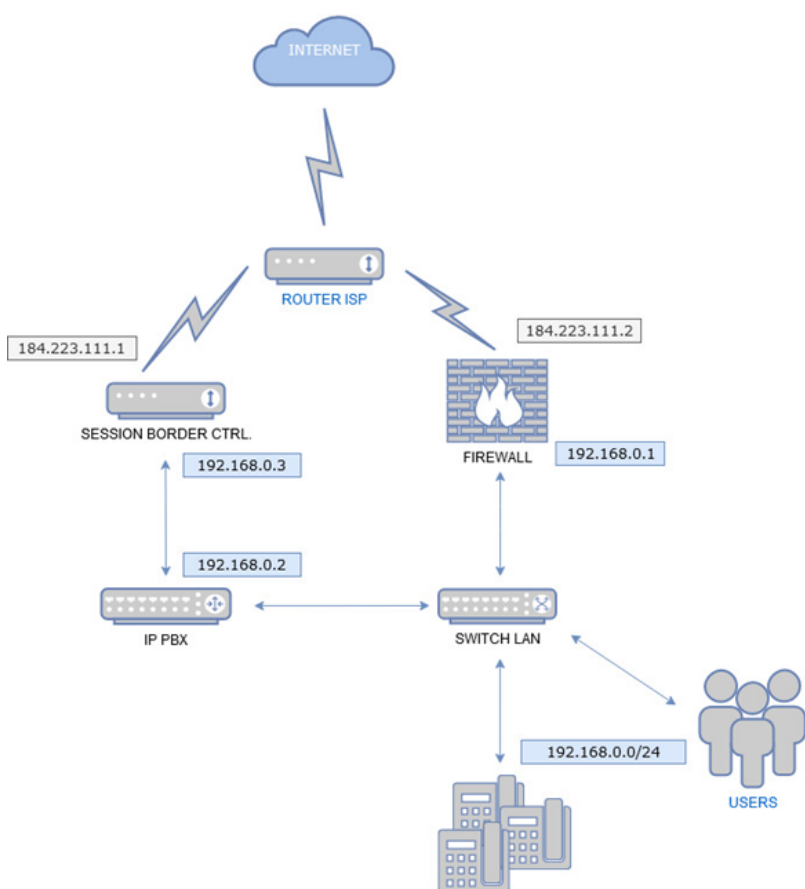 INTERNET
ROUTER ISP
184.223.111.2
184.223.111.1
SESSION BORDER CTRL.
FIREWALL
192.168.0.1
192.168.0.3
192.168.0.2
IP PBX
SWITCH LAN
192.168.0.0/24
USERS